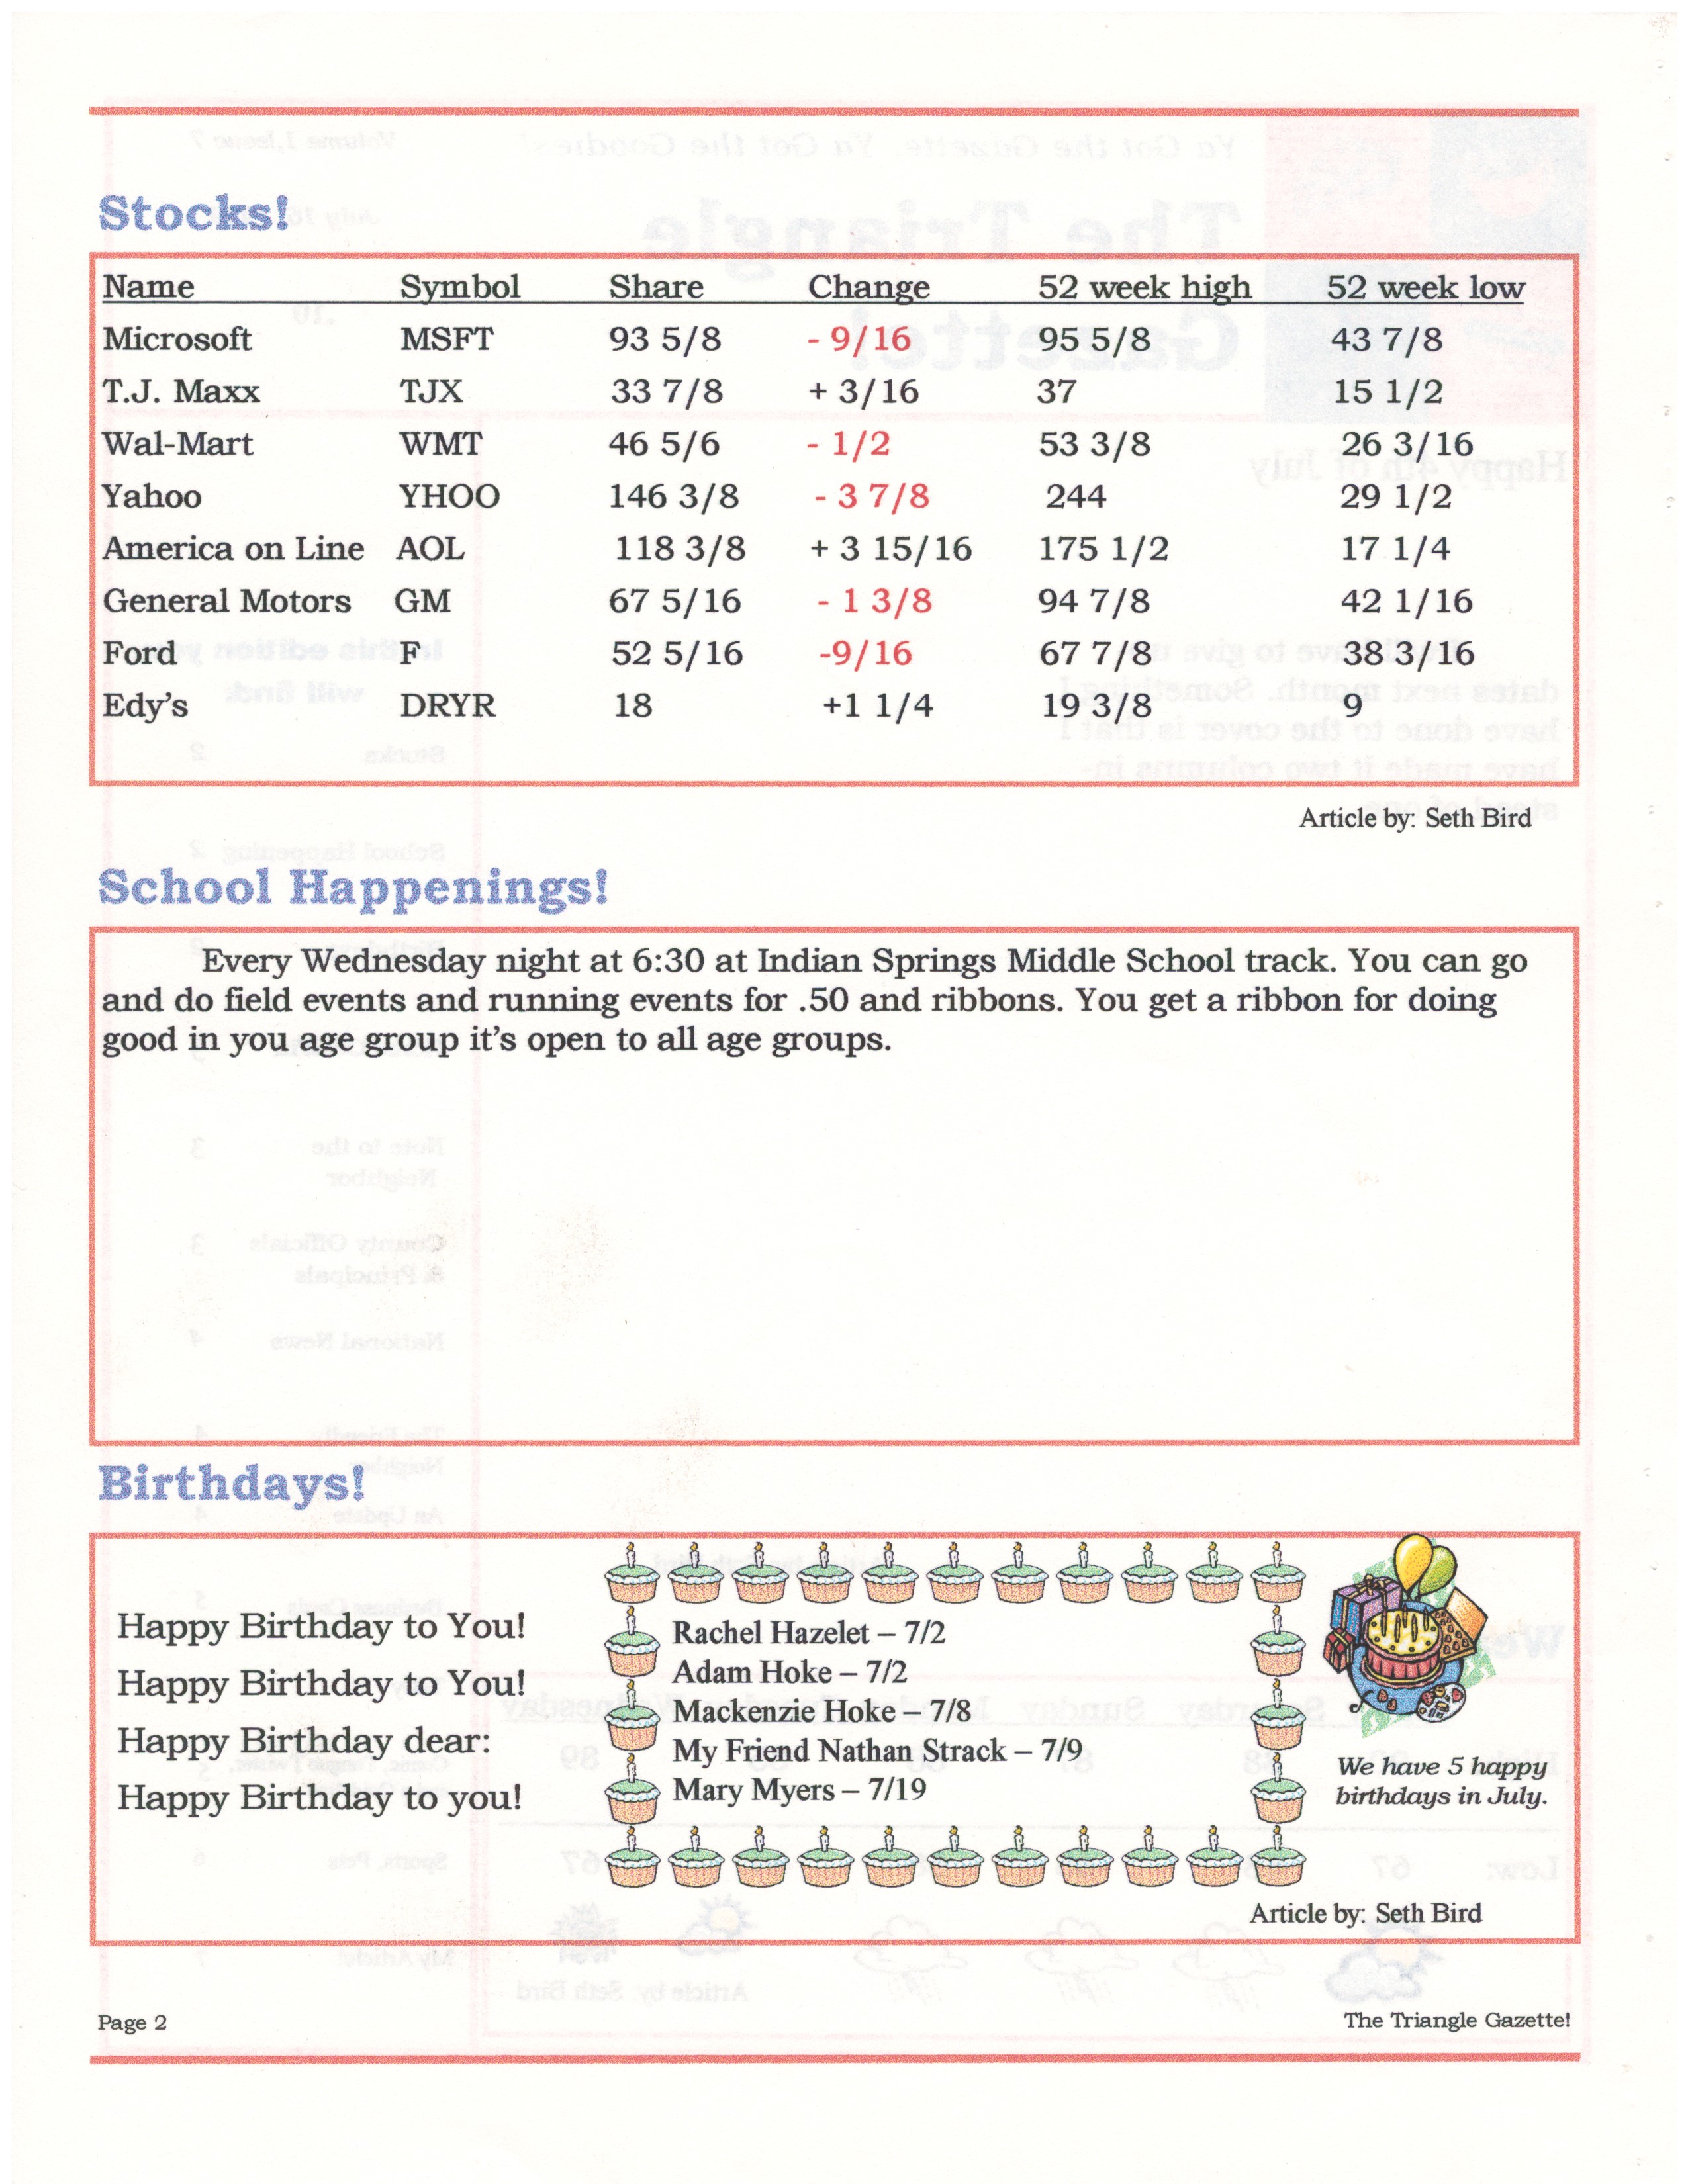 Stocks!
Name Symbol Share Change 52 week high 52 week low
Microsoft MSFT 93 5/8 - 9/16 95 5/8 43 7/8
T.J. Maxx TJX 33 7/8 + 3/16 37 15 1/2
Wal-Mart WMT 46 5/6 - 1/2 53 3/8 26 3/16
Yahoo YHOO 146 3/8 - 3 7/8 244 29 1/2
America on Line AOL 118 3/8 + 3 15/16 175 1/2 17 1/4
General Motors GM 67 5/16 - 1 3/8 94 7/8 42 1/16
Ford F 52 5/16 -9/16 67 7/8 38 3/16
Edy's DRYR 18 +1 1/4 19 3/8 9
Article by: Seth Bird
School Happenings!
Every Wednesday night at 6:30 at Indian Springs Middle School track. You can go
and do field events and running events for .50 and ribbons. You get a ribbon for doing
good in you age group it's open to all age groups.
Birthdays!
Happy Birthday to You!
Happy Birthday to You!
Happy Birthday dear:
Happy Birthday to you!
Rachel Hazelet – 7/2
Adam Hoke – 7/2
Mackenzie Hoke – 7/8
My Friend Nathan Strack – 7/9
Mary Myers – 7/19
We have 5 happy
birthdays in July.
Article by: Seth Bird
Page 2
The Triangle Gazette!